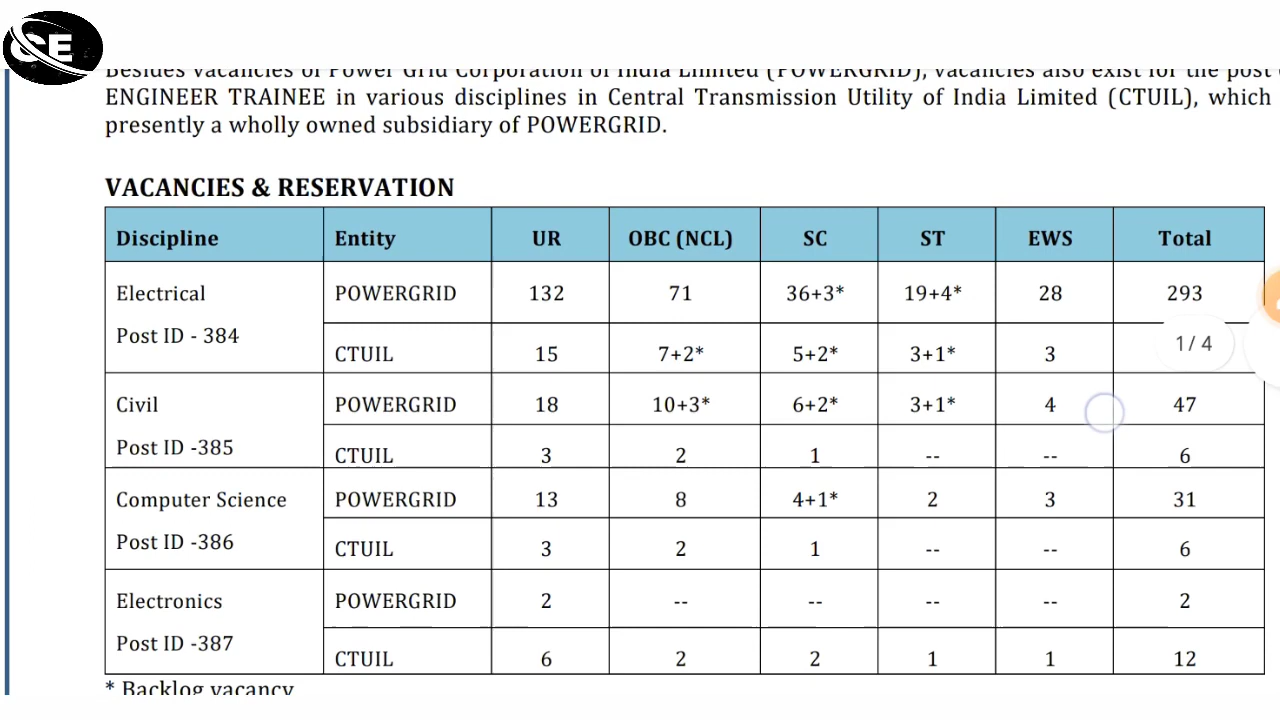 CE
Besides vacancies of Power Grid Corporation of India Limited (POWERGRID), vacancies also exist for the post
ENGINEER TRAINEE in various disciplines in Central Transmission Utility of India Limited (CTUIL), which
presently a wholly owned subsidiary of POWERGRID.
VACANCIES & RESERVATION
Discipline Entity UR OBC (NCL) SC ST EWS Total
Electrical POWERGRID 132 71 36+3* 19+4* 28 293
Post ID - 384
CTUIL 15 7+2* 5+2* 3+1* 3
1/ 4
Civil POWERGRID 18 10+3* 6+2* 3+1* 4 47
Post ID -385
CTUIL 3 2 1 -- -- 6
Computer Science POWERGRID 13 8 4+1* 2 3 31
Post ID -386
CTUIL 3 2 1 -- -- 6
Electronics POWERGRID 2 -- -- -- -- 2
Post ID -387
CTUIL 6 2 2 1 1 12
* Backlog vacancy